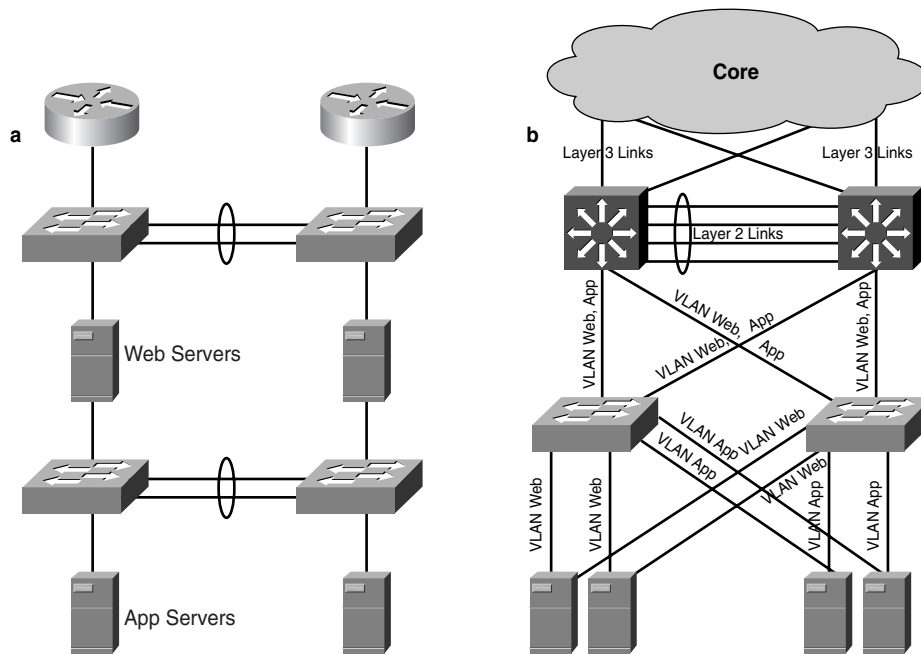 a
Web Servers
App Servers
b
Core
Layer 3 Links
Layer 3 Links
Layer 2 Links
VLAN Web, App
VLAN Web, App
VLAN Web, App
VLAN Web, App
VLAN App
VLAN App
VLAN Web
VLAN Web
VLAN Web
VLAN Web
VLAN App
VLAN App